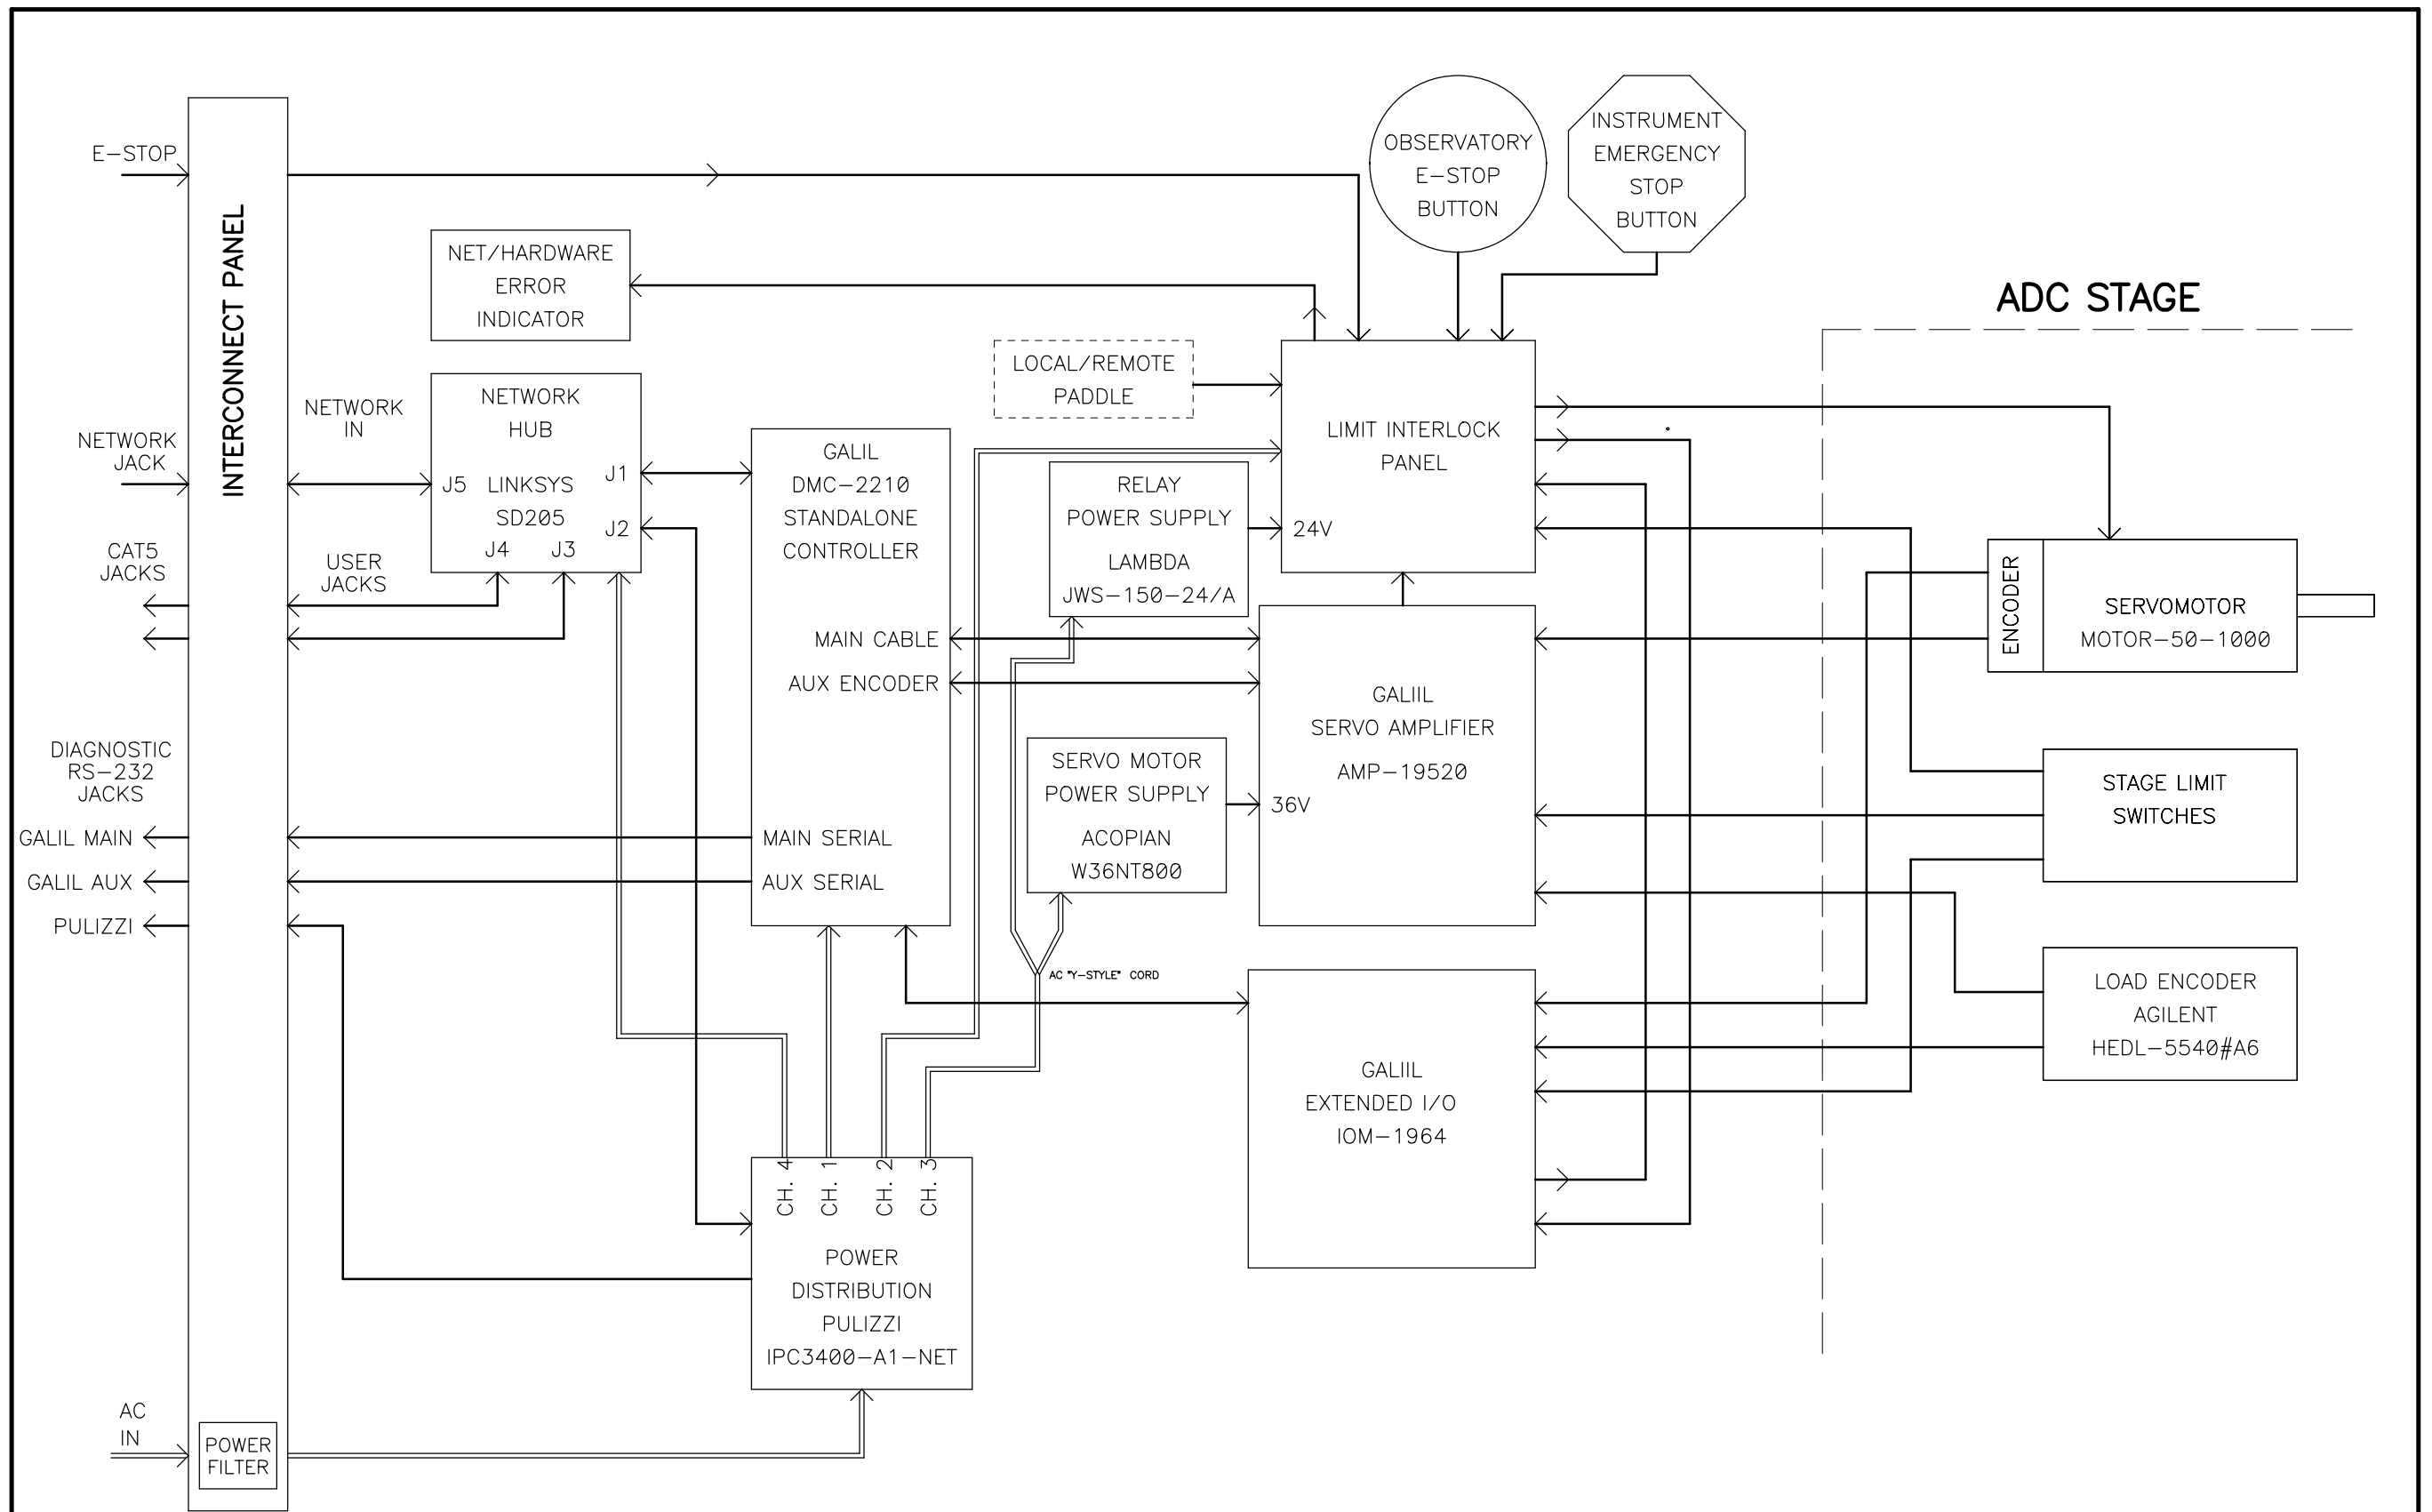 E-STOP
INTERCONNECT PANEL
NETWORK
JACK
CAT5
JACKS
DIAGNOSTIC
RS-232
JACKS
GALIL MAIN
GALIL AUX
PULIZZI
AC
IN
POWER
FILTER
NETWORK
IN
USER
JACKS
NET/HARDWARE
ERROR
INDICATOR
NETWORK
HUB
J1
J5 LINKSYS
SD205
J2
J4 J3
GALIL
DMC-2210
STANDALONE
CONTROLLER
MAIN CABLE
AUX ENCODER
MAIN SERIAL
AUX SERIAL
CH. 4
CH. 1
CH. 2
CH. 3
POWER
DISTRIBUTION
PULIZZI
IPC3400-A1-NET
LOCAL/REMOTE
PADDLE
RELAY
POWER SUPPLY
LAMBDA
JWS-150-24/A
SERVO MOTOR
POWER SUPPLY
ACOPIAN
W36NT800
AC "Y-STYLE" CORD
OBSERVATORY
E-STOP
BUTTON
INSTRUMENT
EMERGENCY
STOP
BUTTON
LIMIT INTERLOCK
PANEL
24V
GALIIL
SERVO AMPLIFIER
AMP-19520
36V
GALIIL
EXTENDED I/O
IOM-1964
ADC STAGE
ENCODER
SERVOMOTOR
MOTOR-50-1000
STAGE LIMIT
SWITCHES
LOAD ENCODER
AGILENT
HEDL-5540#A6